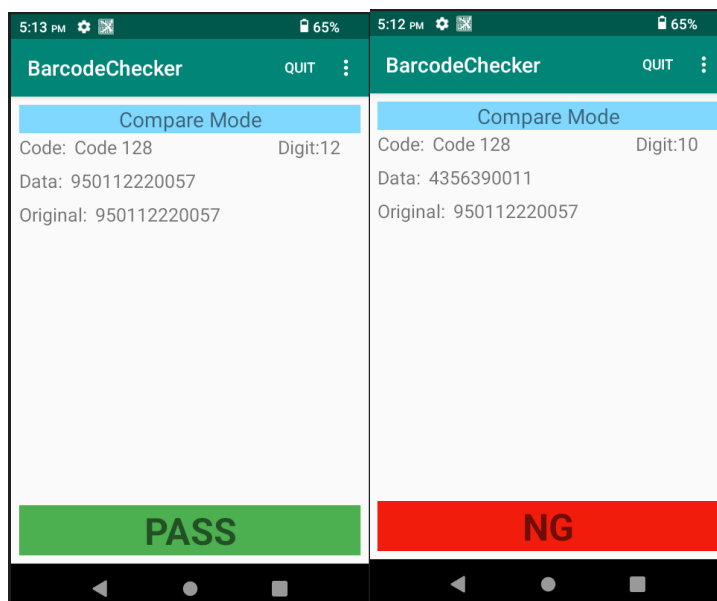 5:13 PM 65%
BarcodeChecker QUIT
Compare Mode
Code: Code 128 Digit:12
Data: 950112220057
Original: 950112220057
PASS
5:12 PM 65%
BarcodeChecker QUIT
Compare Mode
Code: Code 128 Digit:10
Data: 4356390011
Original: 950112220057
NG